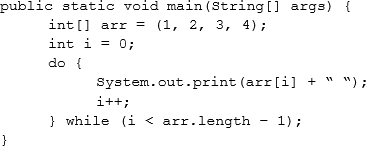 public static void main(String[] args) {
int[] arr = (1, 2, 3, 4);
int i = 0;
do {
System.out.print(arr[i] + “ “);
i++;
} while (i < arr.length - 1);
}